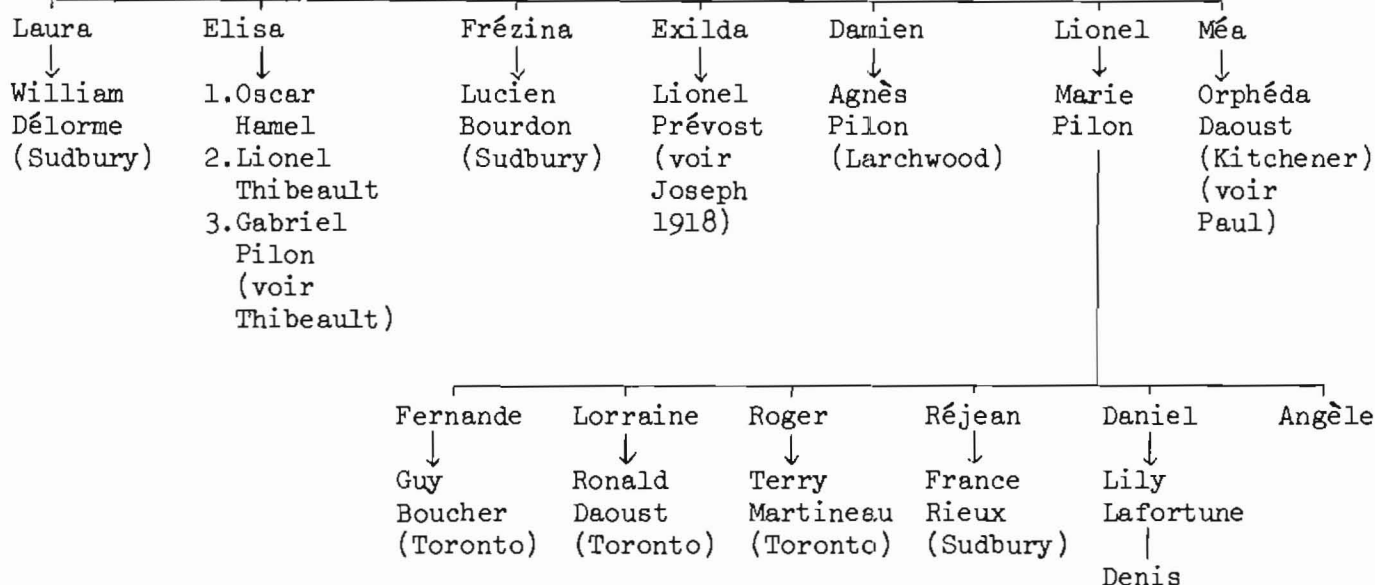 Laura Elisa Frézina Exilda Damien Lionel Méa
William 1.Oscar Lucien Lionel Agnès Marie Orphéda
Délorme Hamel Bourdon Prévost Pilon Pilon Daoust
(Sudbury) 2.Lionel (Sudbury) (voir (Larchwood) (Kitchener)
Thibeault Joseph (voir
3.Gabriel 1918) Paul)
Pilon
(voir
Thibeault)
Fernande Lorraine Roger Réjean Daniel Angèle
Guy Ronald Terry France Lily
Boucher Daoust Martineau Rieux Lafortune
(Toronto) (Toronto) (Toronto) (Sudbury)
Denis